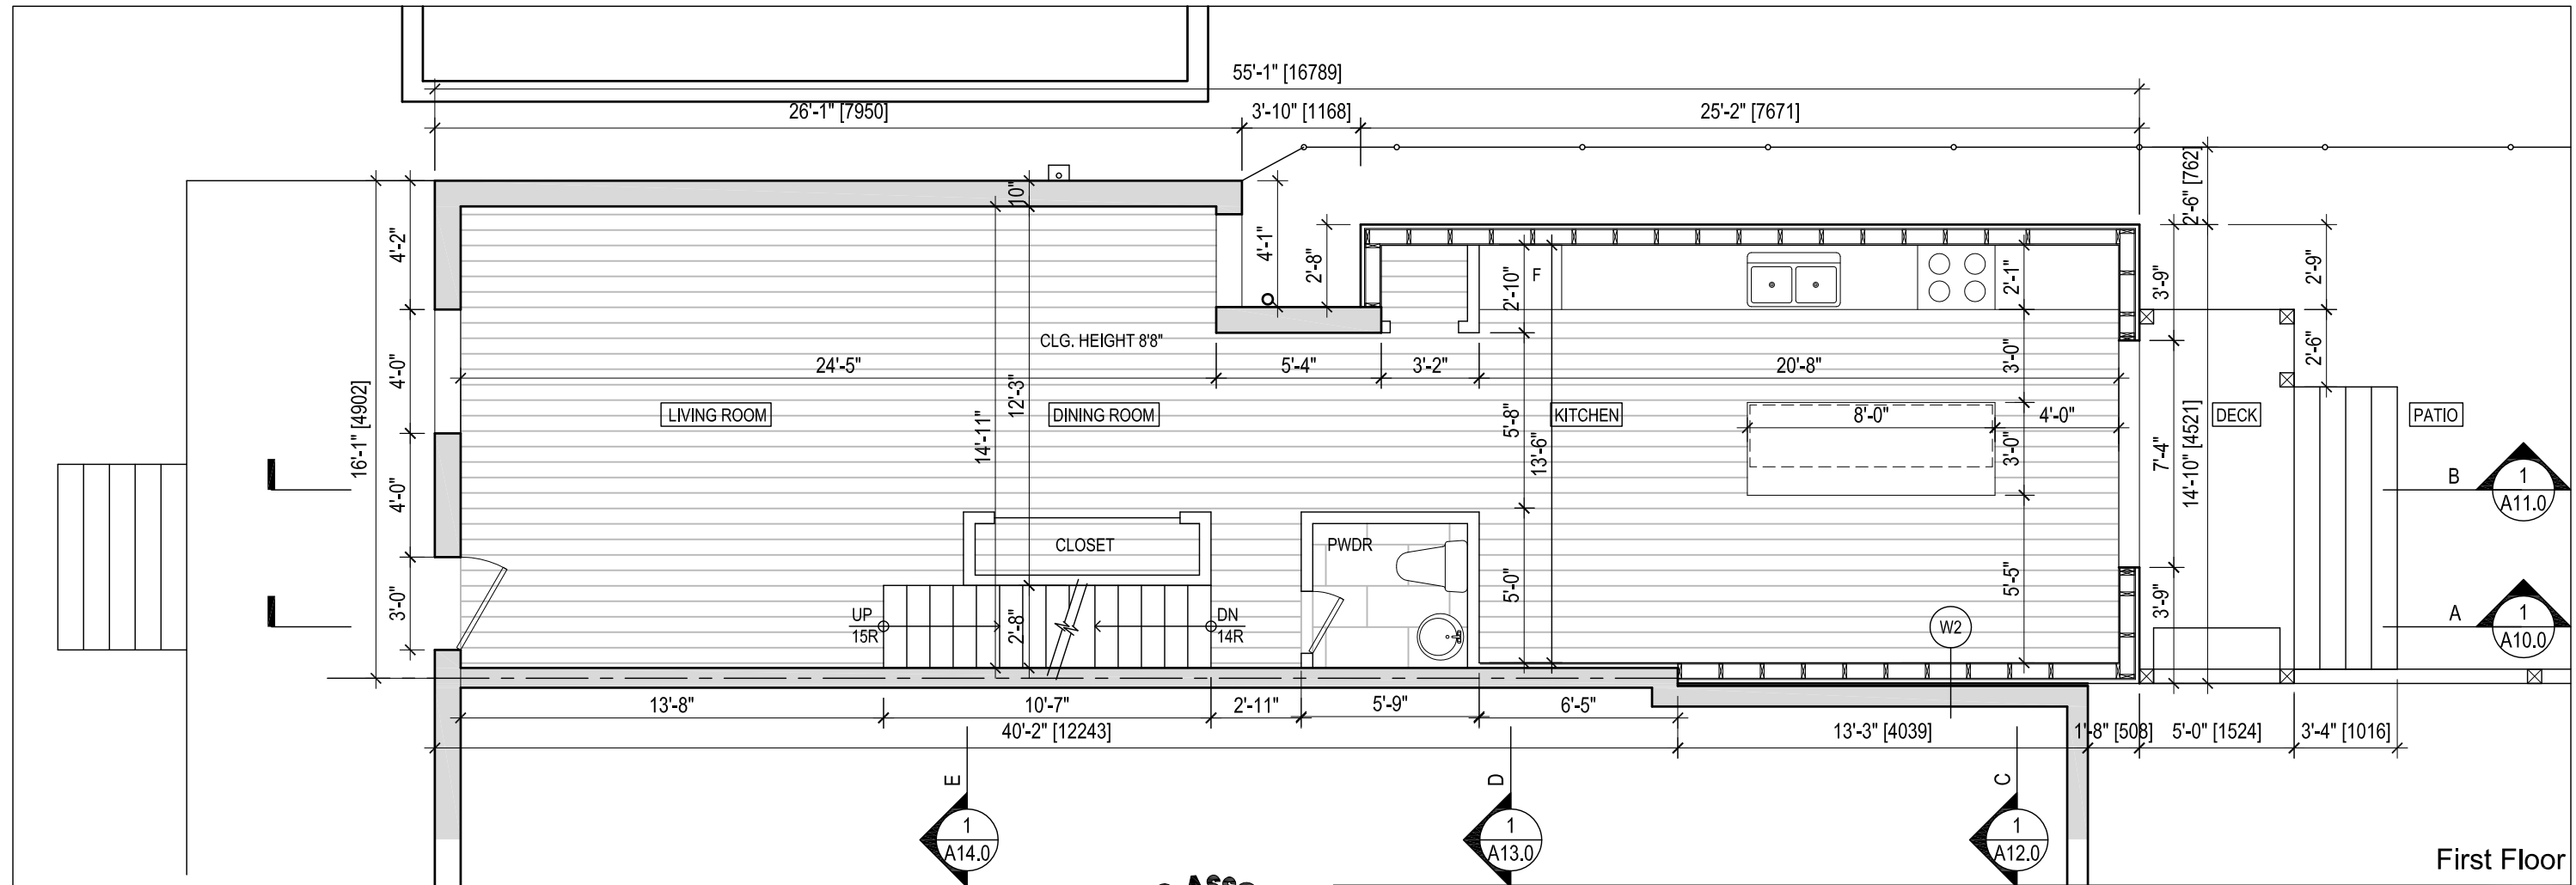 55'-1" [16789]
26'-1" [7950]
3'-10" [1168]
25'-2" [7671]
2'-6" [762]
10"
4'-2"
4'-1"
2'-8"
2'-10"
F
2'-1"
3'-9"
2'-9"
CLG. HEIGHT 8'8"
24'-5"
5'-4"
3'-2"
20'-8"
3'-0"
2'-6"
4'-0"
16'-1" [4902]
12'-3"
14'-11"
LIVING ROOM
DINING ROOM
5'-8"
13'-6"
KITCHEN
8'-0"
4'-0"
3'-0"
7'-4"
14'-10" [4521]
DECK
PATIO
4'-0"
B
1
A11.0
CLOSET
PWDR
3'-0"
5'-0"
5'-5"
3'-9"
UP
15R
2'-8"
DN
14R
W2
A
1
A10.0
13'-8"
10'-7"
2'-11"
5'-9"
6'-5"
40'-2" [12243]
13'-3" [4039]
1'-8" [508]
5'-0" [1524]
3'-4" [1016]
E
D
C
1
A14.0
1
A13.0
1
A12.0
First Floor